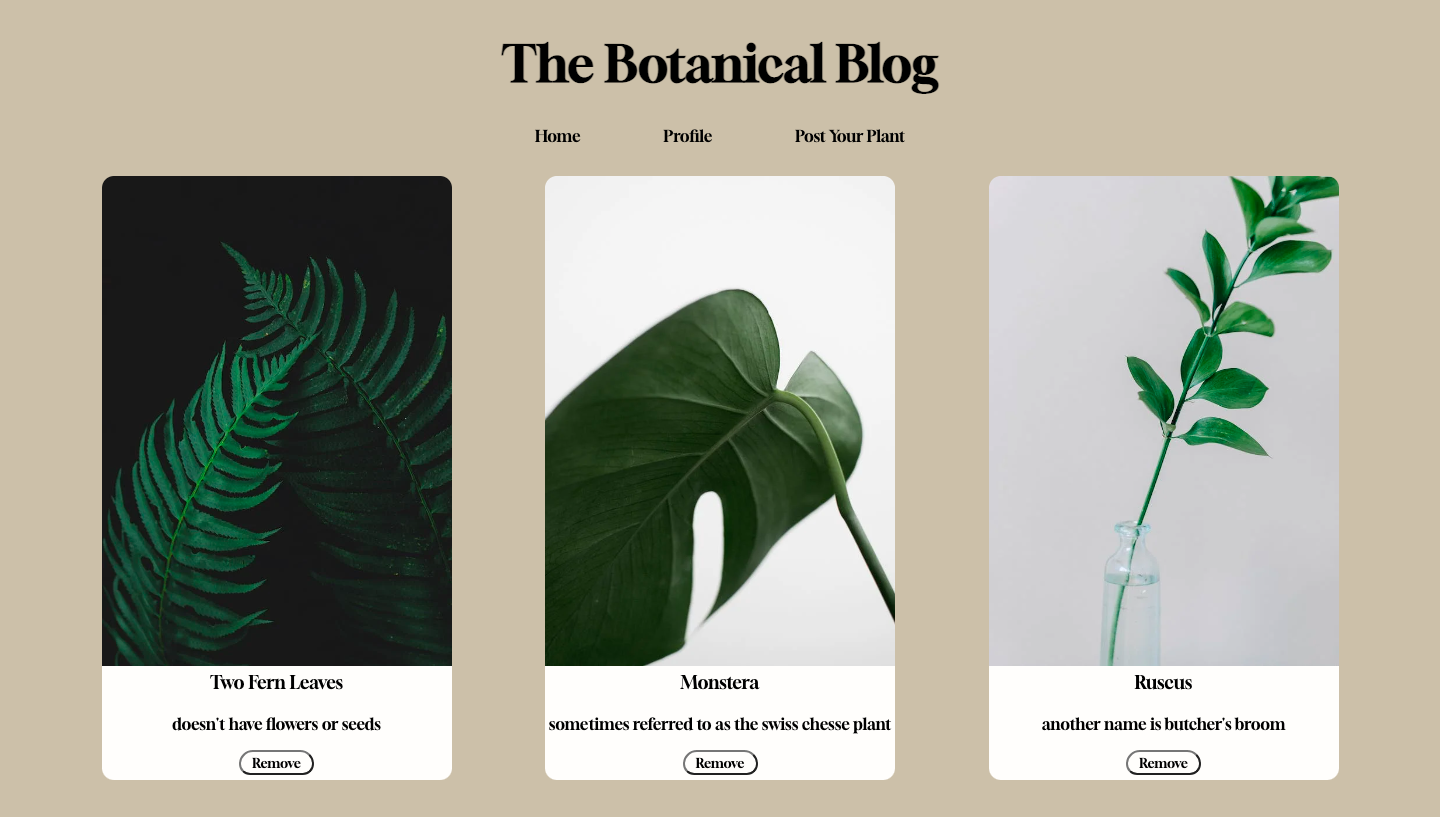 The Botanical Blog
Home Profile Post Your Plant
Two Fern Leaves
doesn't have flowers or seeds
Remove
Monstera
sometimes referred to as the swiss chesse plant
Remove
Ruscus
another name is butcher's broom
Remove